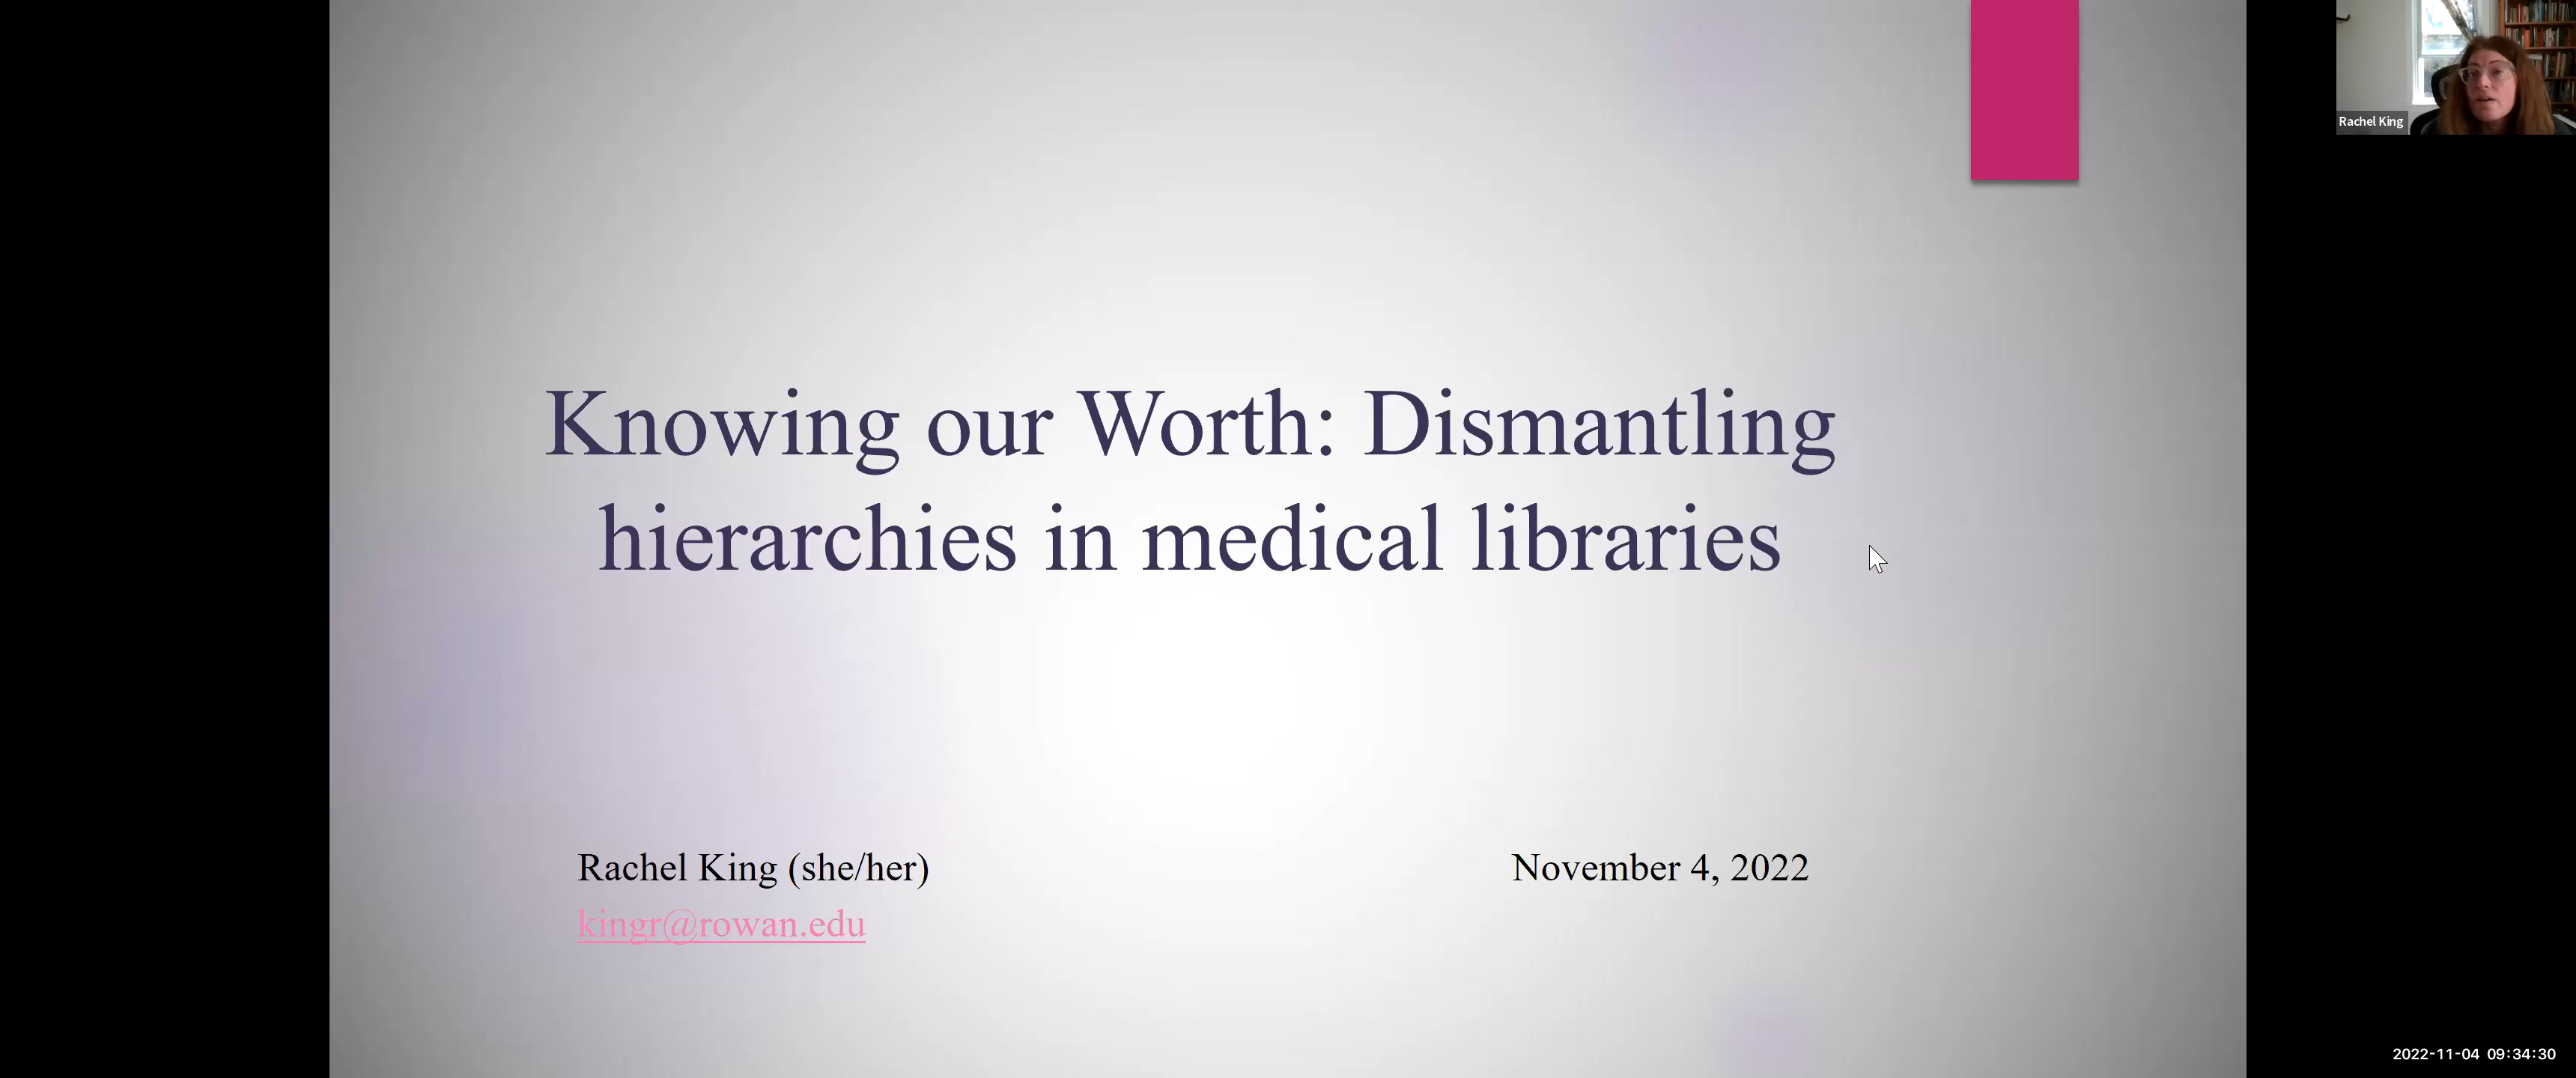 Knowing our Worth: Dismantling
hierarchies in medical libraries
Rachel King (she/her)
November 4, 2022
kingr@rowan.edu
Rachel King
2022-11-04 09:34:30